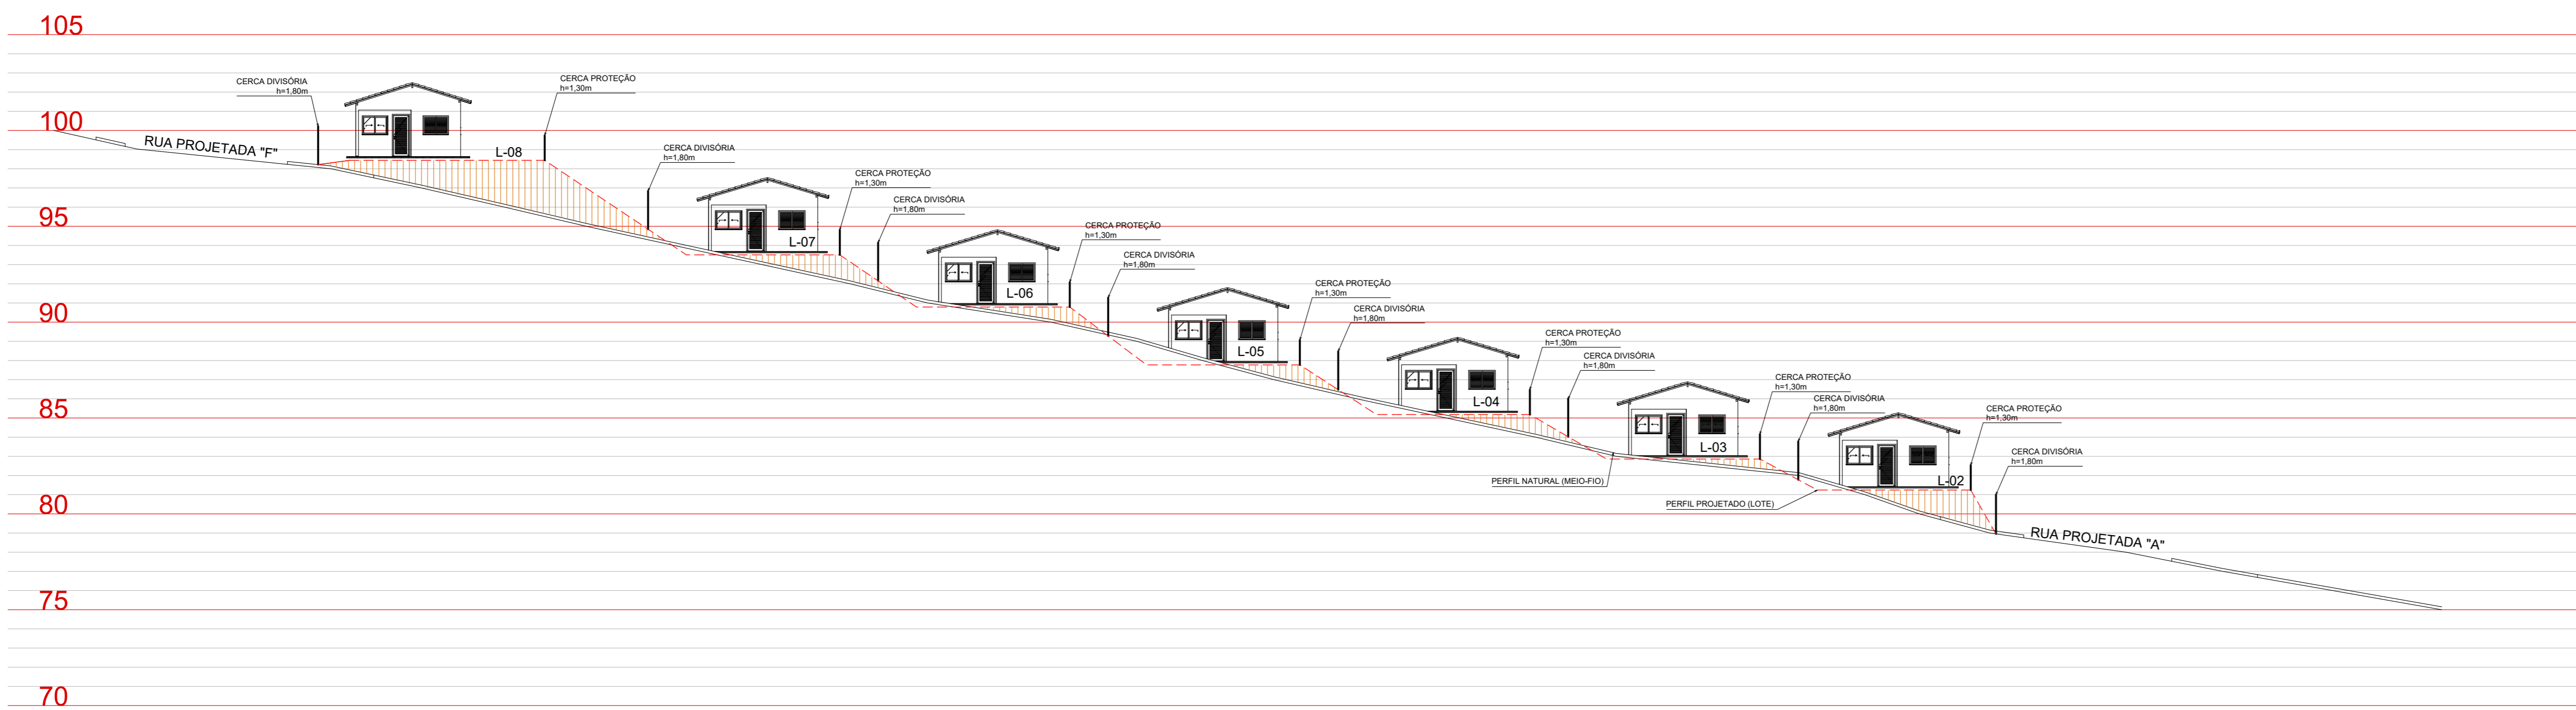 105
CERCA DIVISÓRIA
h=1,80m
CERCA PROTEÇÃO
h=1,30m
100
RUA PROJETADA "F"
L-08
CERCA DIVISÓRIA
h=1,80m
CERCA PROTEÇÃO
h=1,30m
CERCA DIVISÓRIA
h=1,80m
95
L-07
CERCA PROTEÇÃO
h=1,30m
CERCA DIVISÓRIA
h=1,80m
L-06
90
CERCA PROTEÇÃO
h=1,30m
CERCA DIVISÓRIA
h=1,80m
L-05
CERCA PROTEÇÃO
h=1,30m
CERCA DIVISÓRIA
h=1,80m
85
L-04
CERCA PROTEÇÃO
h=1,30m
CERCA DIVISÓRIA
h=1,80m
CERCA PROTEÇÃO
h=1,30m
L-03
CERCA DIVISÓRIA
h=1,80m
PERFIL NATURAL (MEIO-FIO)
L-02
80
PERFIL PROJETADO (LOTE)
RUA PROJETADA "A"
75
70